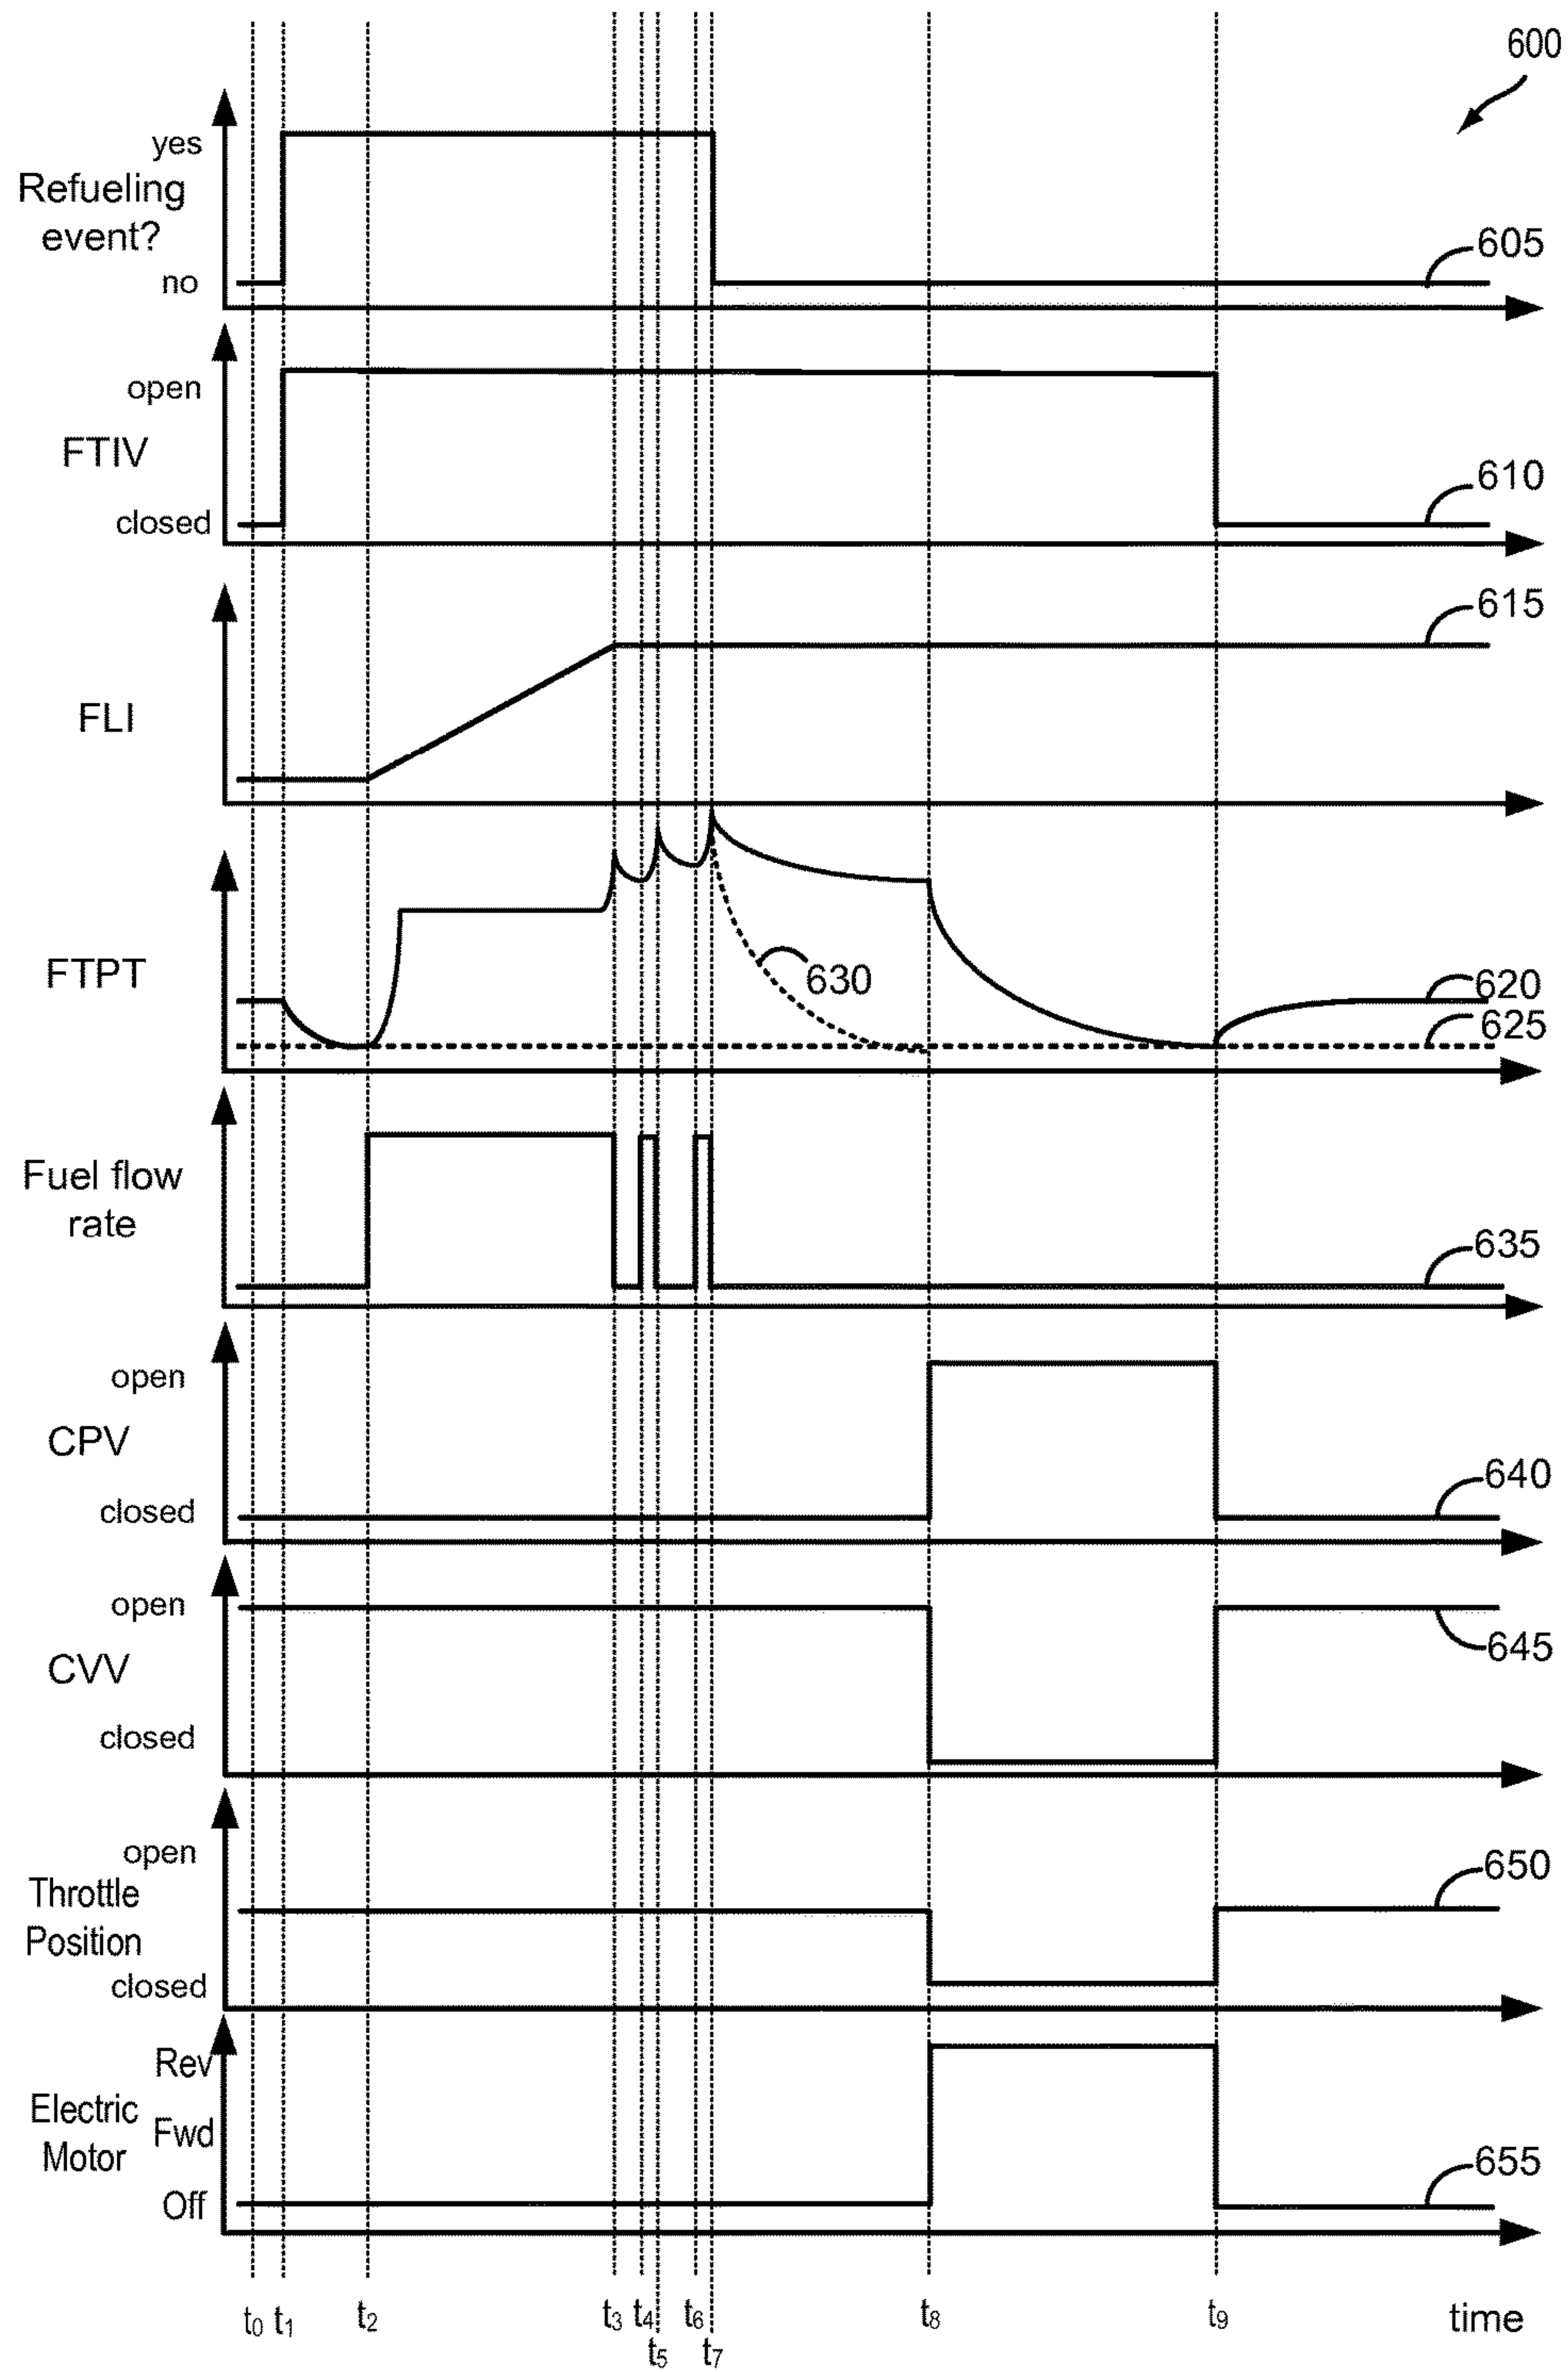 600
yes
Refueling
event?
no
605
open
FTIV
closed
610
FLI
615
FTPT
630
620
625
Fuel flow
rate
635
open
CPV
closed
640
open
CVV
closed
645
open
Throttle
Position
closed
650
Rev
Electric
Fwd
Motor
Off
655
t0 t1 t2 t3 t4 t5 t6 t7 t8 t9 time